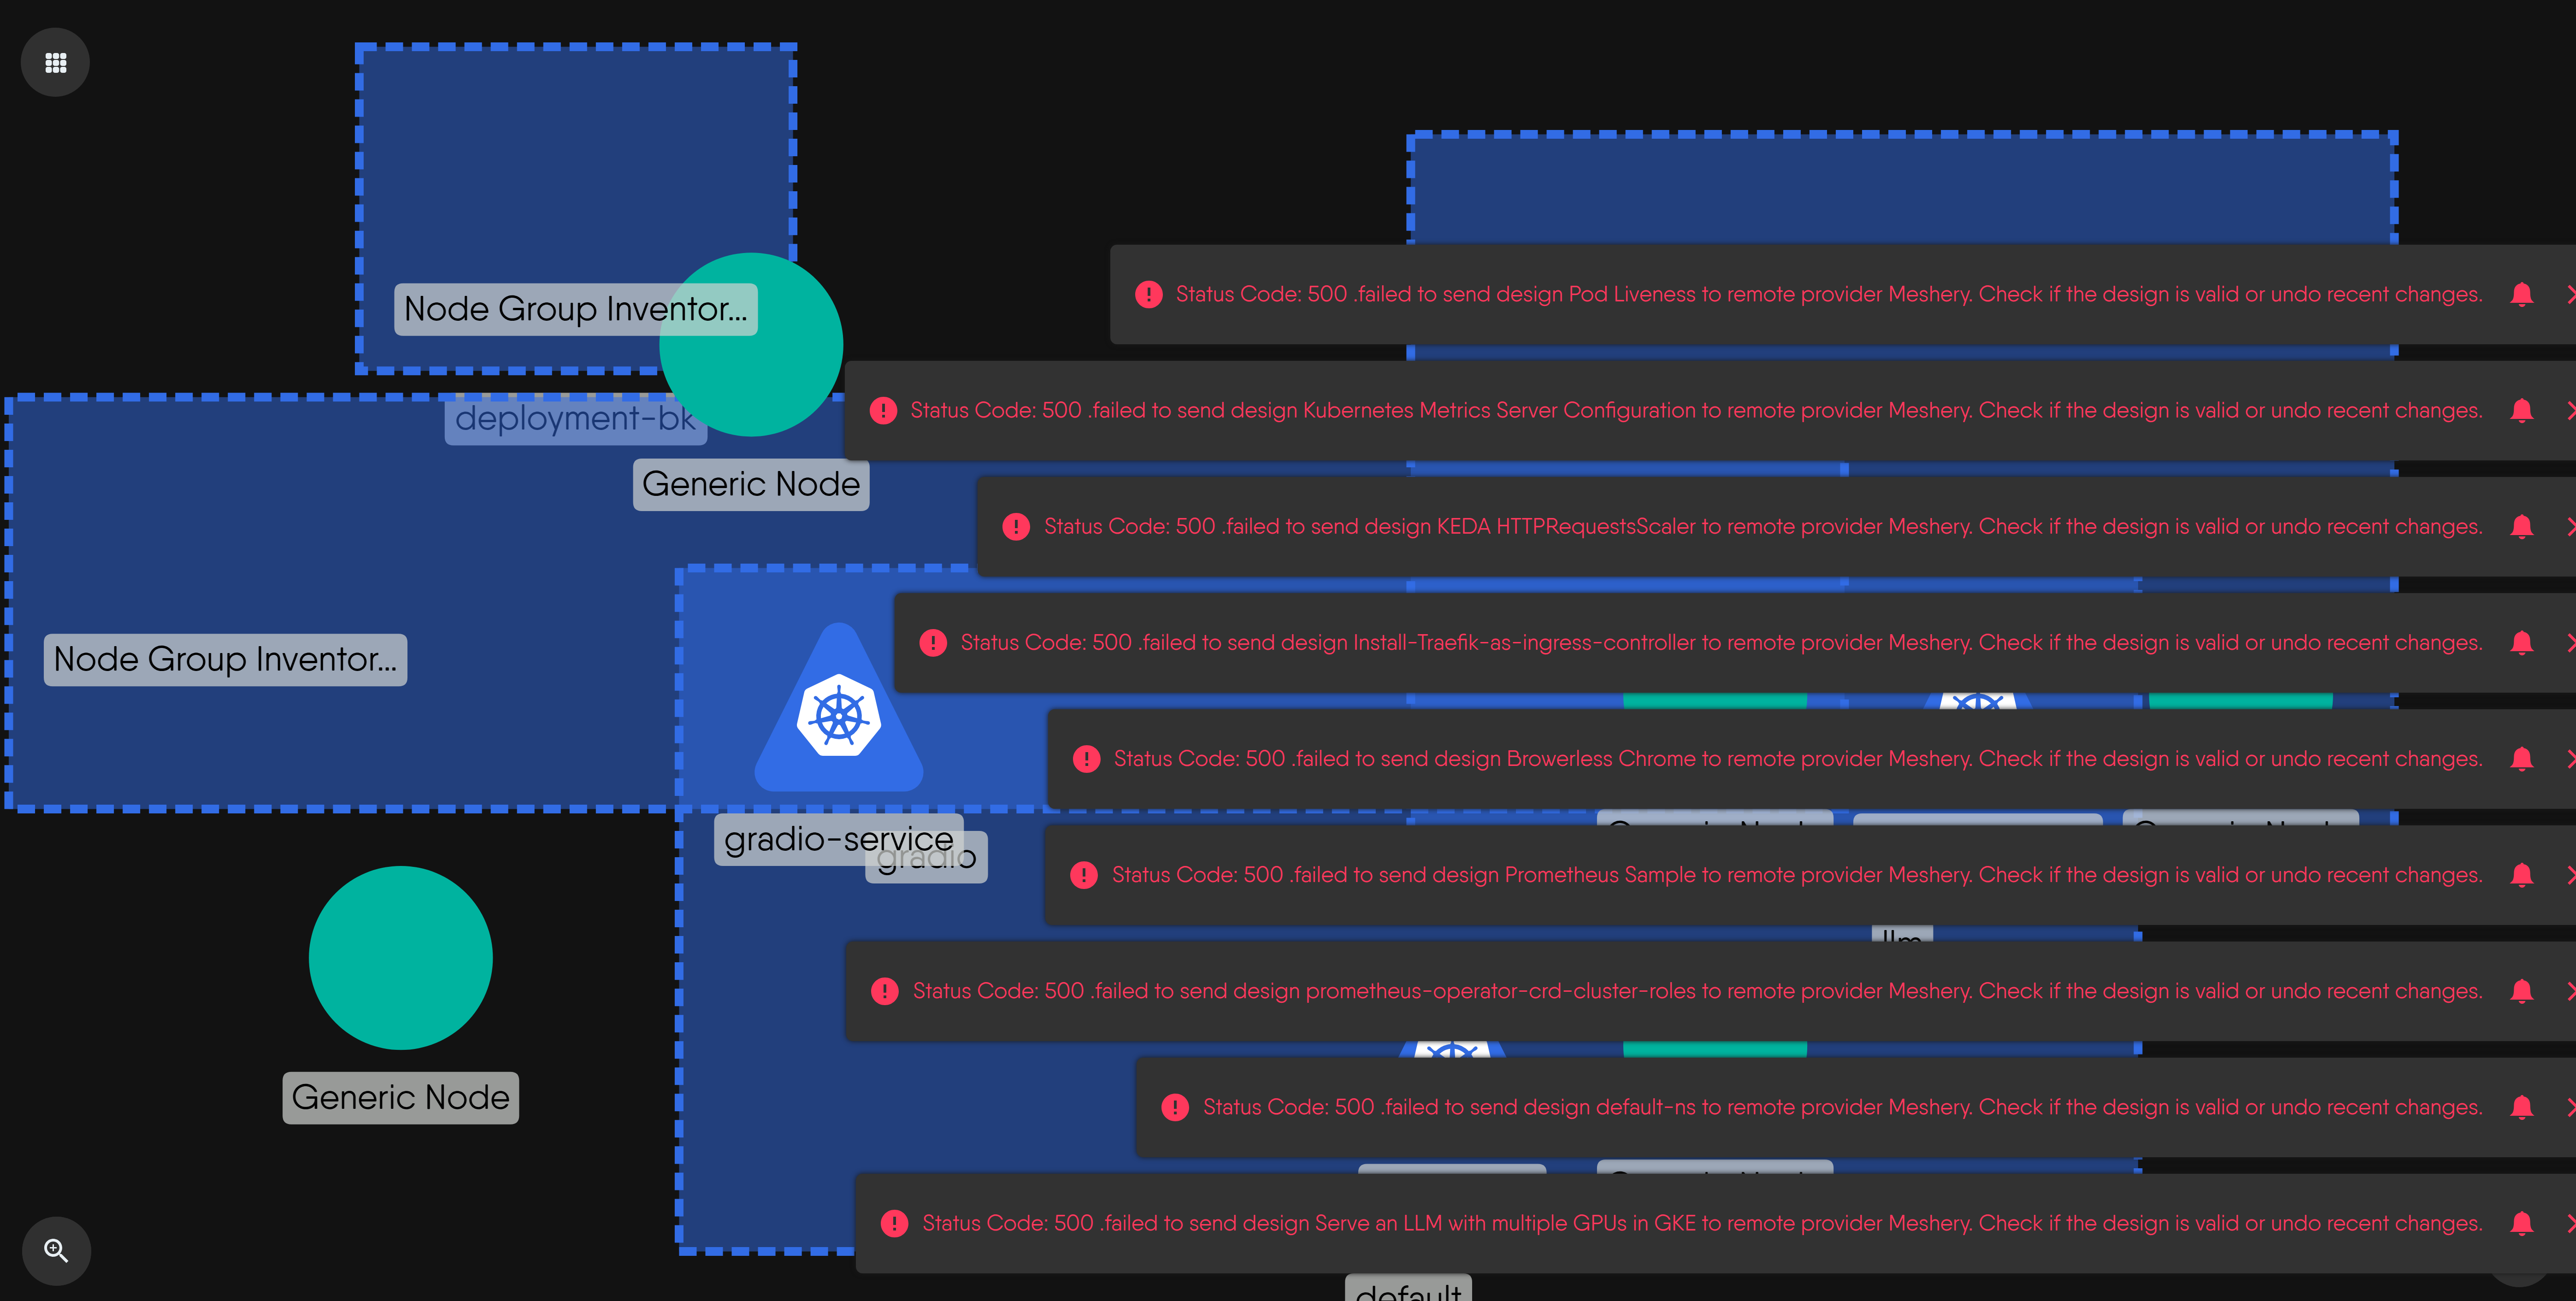 Status Code: 500 .failed to send design Pod Liveness to remote provider Meshery. Check if the design is valid or undo recent changes.
Node Group Inventor...
Status Code: 500 .failed to send design Kubernetes Metrics Server Configuration to remote provider Meshery. Check if the design is valid or undo recent changes.
deployment-bk
Generic Node
Status Code: 500 .failed to send design KEDA HTTPRequestsScaler to remote provider Meshery. Check if the design is valid or undo recent changes.
Status Code: 500 .failed to send design Install-Traefik-as-ingress-controller to remote provider Meshery. Check if the design is valid or undo recent changes.
Node Group Inventor...
Status Code: 500 .failed to send design Browerless Chrome to remote provider Meshery. Check if the design is valid or undo recent changes.
gradio-service
gradio
Status Code: 500 .failed to send design Prometheus Sample to remote provider Meshery. Check if the design is valid or undo recent changes.
llm
Status Code: 500 .failed to send design prometheus-operator-crd-cluster-roles to remote provider Meshery. Check if the design is valid or undo recent changes.
Generic Node
Status Code: 500 .failed to send design default-ns to remote provider Meshery. Check if the design is valid or undo recent changes.
Status Code: 500 .failed to send design Serve an LLM with multiple GPUs in GKE to remote provider Meshery. Check if the design is valid or undo recent changes.
default